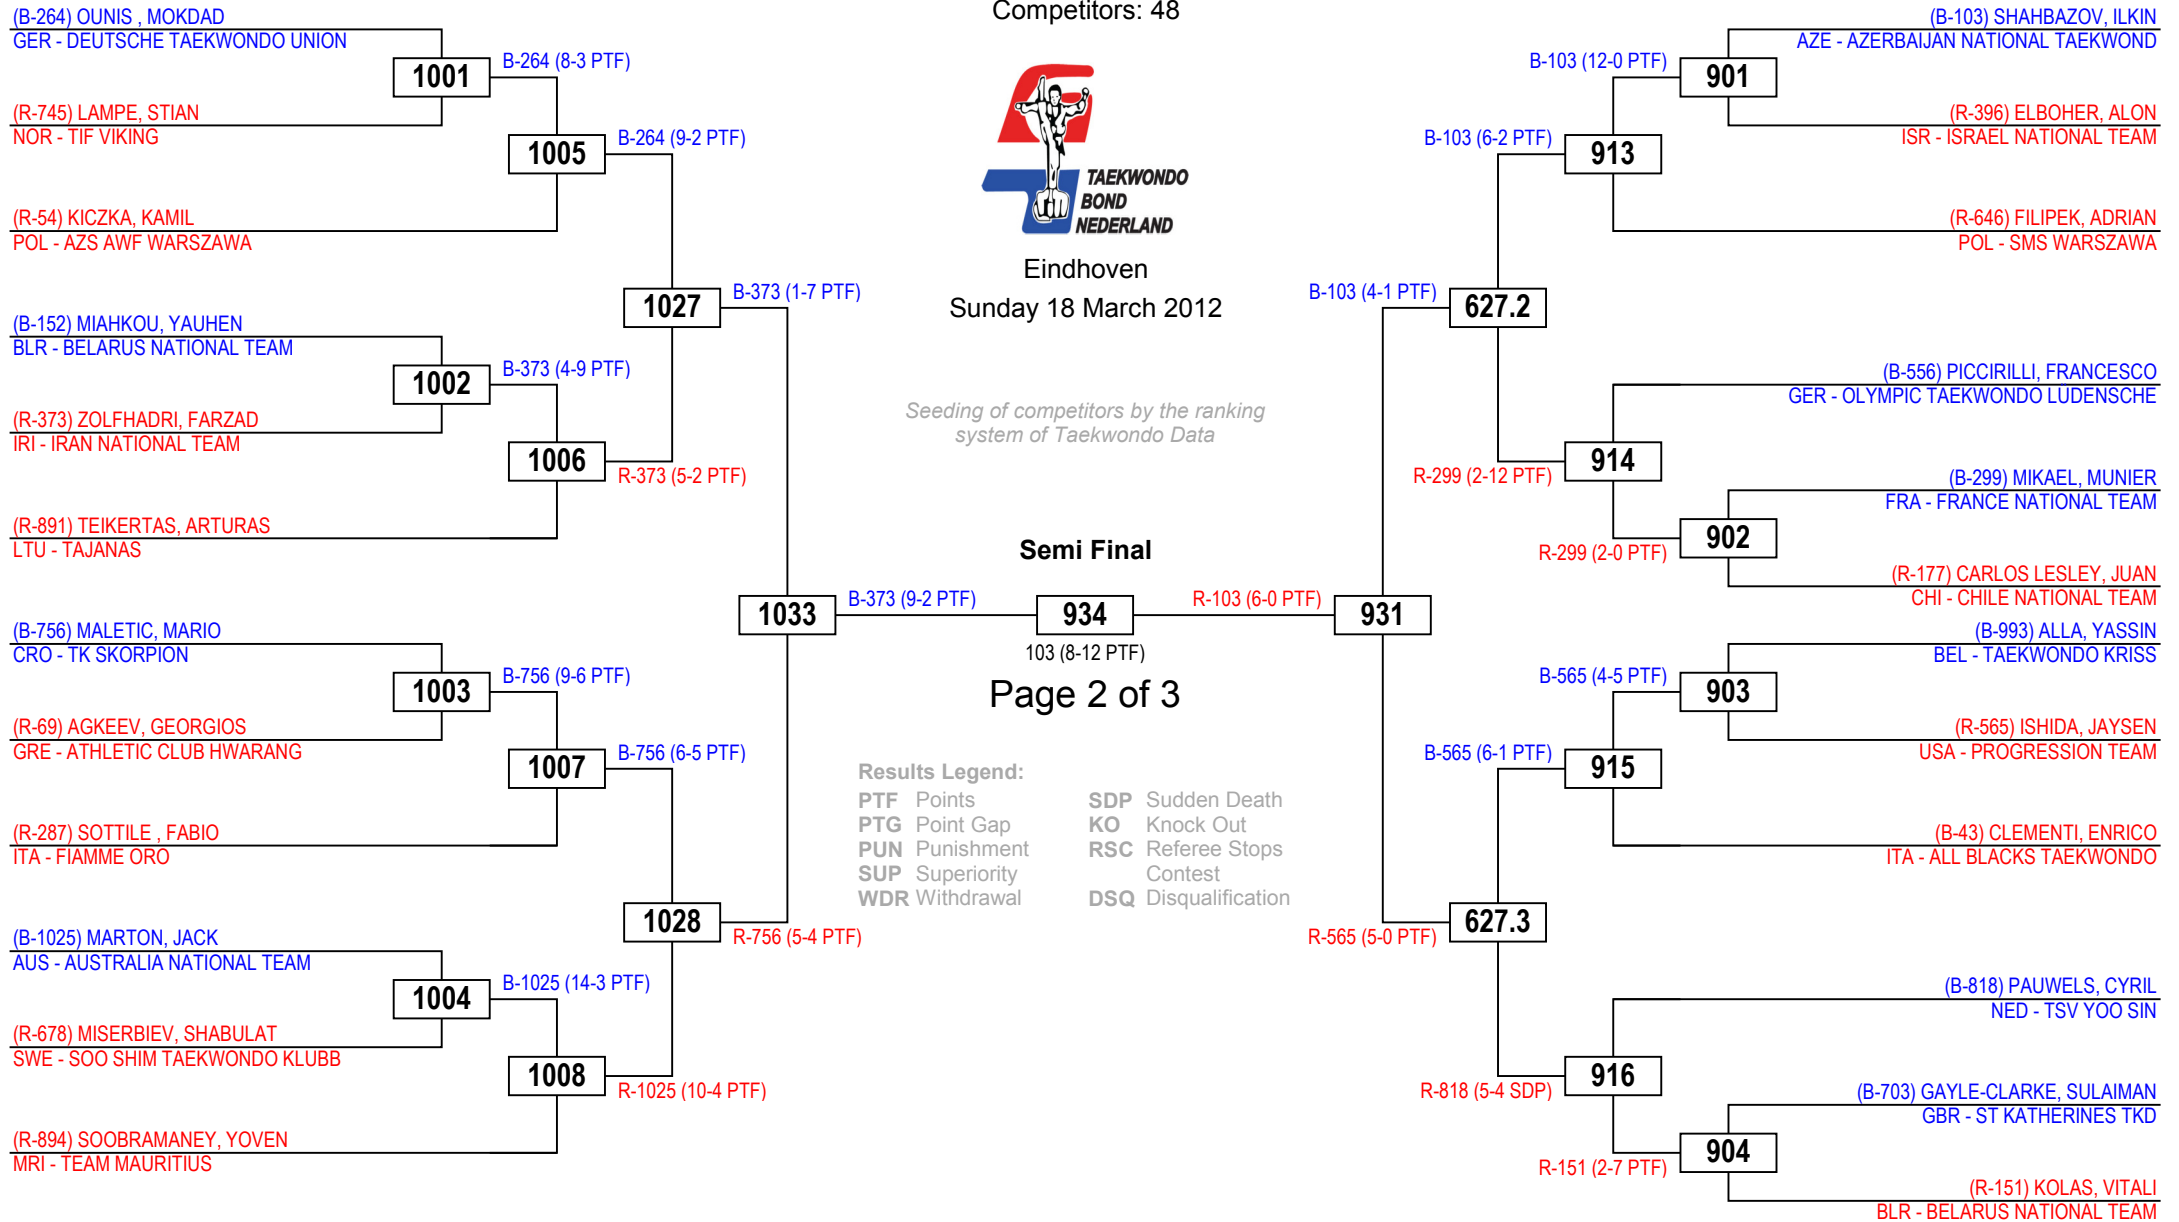 Competitors: 48
TAEKWONDO
BOND
NEDERLAND
Eindhoven
Sunday 18 March 2012
Seeding of competitors by the ranking
system of Taekwondo Data
(B-264) OUNIS , MOKDAD
GER - DEUTSCHE TAEKWONDO UNION
1001
B-264 (8-3 PTF)
(R-745) LAMPE, STIAN
NOR - TIF VIKING
1005
B-264 (9-2 PTF)
(R-54) KICZKA, KAMIL
POL - AZS AWF WARSZAWA
1027
B-373 (1-7 PTF)
(B-152) MIAHKOU, YAUHEN
BLR - BELARUS NATIONAL TEAM
1002
B-373 (4-9 PTF)
(R-373) ZOLFHADRI, FARZAD
IRI - IRAN NATIONAL TEAM
1006
R-373 (5-2 PTF)
(R-891) TEIKERTAS, ARTURAS
LTU - TAJANAS
1033
B-373 (9-2 PTF)
(B-756) MALETIC, MARIO
CRO - TK SKORPION
1003
B-756 (9-6 PTF)
(R-69) AGKEEV, GEORGIOS
GRE - ATHLETIC CLUB HWARANG
1007
B-756 (6-5 PTF)
(R-287) SOTTILE , FABIO
ITA - FIAMME ORO
1028
R-756 (5-4 PTF)
(B-1025) MARTON, JACK
AUS - AUSTRALIA NATIONAL TEAM
1004
B-1025 (14-3 PTF)
(R-678) MISERBIEV, SHABULAT
SWE - SOO SHIM TAEKWONDO KLUBB
1008
R-1025 (10-4 PTF)
(R-894) SOOBRAMANEY, YOVEN
MRI - TEAM MAURITIUS
Semi Final
934
103 (8-12 PTF)
Page 2 of 3
Results Legend:
PTF Points
PTG Point Gap
PUN Punishment
SUP Superiority
WDR Withdrawal
SDP Sudden Death
KO Knock Out
RSC Referee Stops
Contest
DSQ Disqualification
(B-103) SHAHBAZOV, ILKIN
AZE - AZERBAIJAN NATIONAL TAEKWOND
B-103 (12-0 PTF)
901
(R-396) ELBOHER, ALON
ISR - ISRAEL NATIONAL TEAM
B-103 (6-2 PTF)
913
(R-646) FILIPEK, ADRIAN
POL - SMS WARSZAWA
B-103 (4-1 PTF)
627.2
(B-556) PICCIRILLI, FRANCESCO
GER - OLYMPIC TAEKWONDO LÜDENSCHE
R-299 (2-12 PTF)
914
(B-299) MIKAEL, MUNIER
FRA - FRANCE NATIONAL TEAM
R-299 (2-0 PTF)
902
(R-177) CARLOS LESLEY, JUAN
CHI - CHILE NATIONAL TEAM
R-103 (6-0 PTF)
931
(B-993) ALLA, YASSIN
BEL - TAEKWONDO KRISS
B-565 (4-5 PTF)
903
(R-565) ISHIDA, JAYSEN
USA - PROGRESSION TEAM
B-565 (6-1 PTF)
915
(B-43) CLEMENTI, ENRICO
ITA - ALL BLACKS TAEKWONDO
R-565 (5-0 PTF)
627.3
(B-818) PAUWELS, CYRIL
NED - TSV YOO SIN
R-818 (5-4 SDP)
916
(B-703) GAYLE-CLARKE, SULAIMAN
GBR - ST KATHERINES TKD
R-151 (2-7 PTF)
904
(R-151) KOLAS, VITALI
BLR - BELARUS NATIONAL TEAM